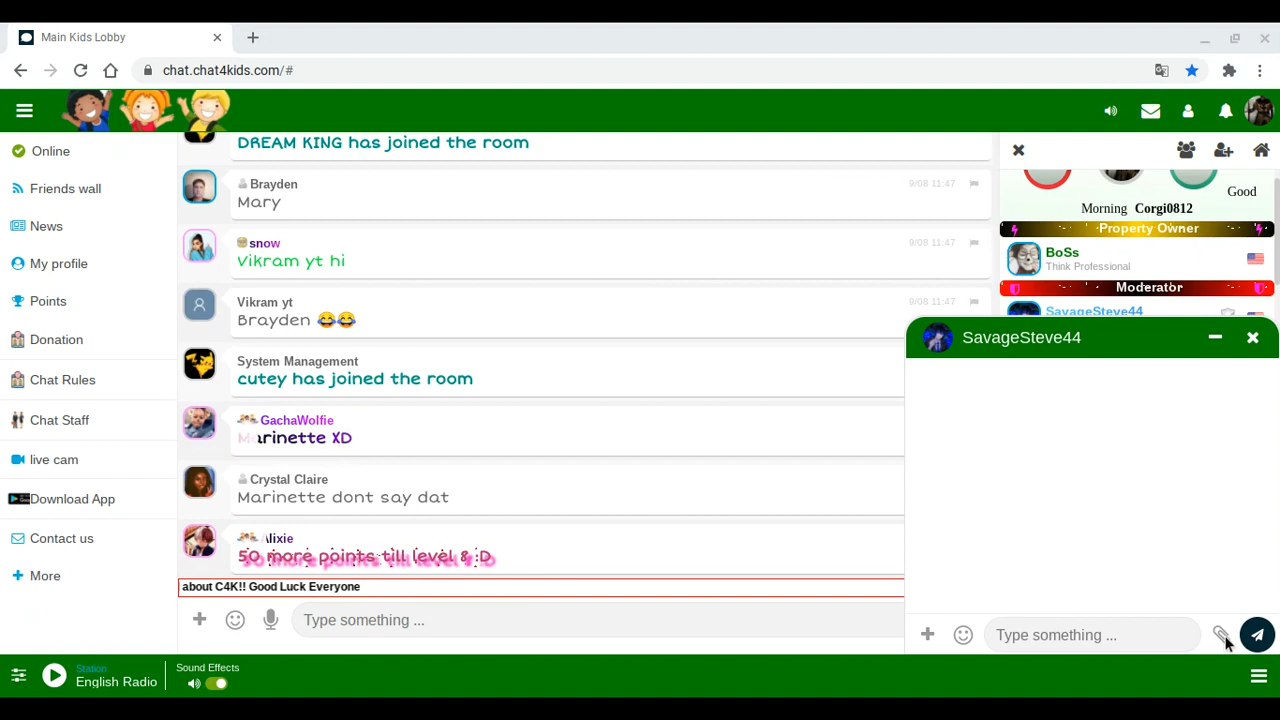 Main Kids Lobby
chat.chat4kids.com/#
Online
Friends wall
News
My profile
Points
Donation
Chat Rules
Chat Staff
live cam
Download App
Contact us
More
DREAM KING has joined the room
Brayden
9/08 11:47
Mary
snow
9/08 11:47
Vikram yt hi
Vikram yt
9/08 11:47
Brayden 😂😂
System Management
cutey has joined the room
GachaWolfie
Marinette XD
Crystal Claire
Marinette dont say dat
Alixie
50 more points till level 8 :D
about C4K!! Good Luck Everyone
Type something ...
Good
Morning Corgi0812
Property Owner
BoSs
Think Professional
Moderator
SavageSteve44
SavageSteve44
Type something ...
Station
English Radio
Sound Effects